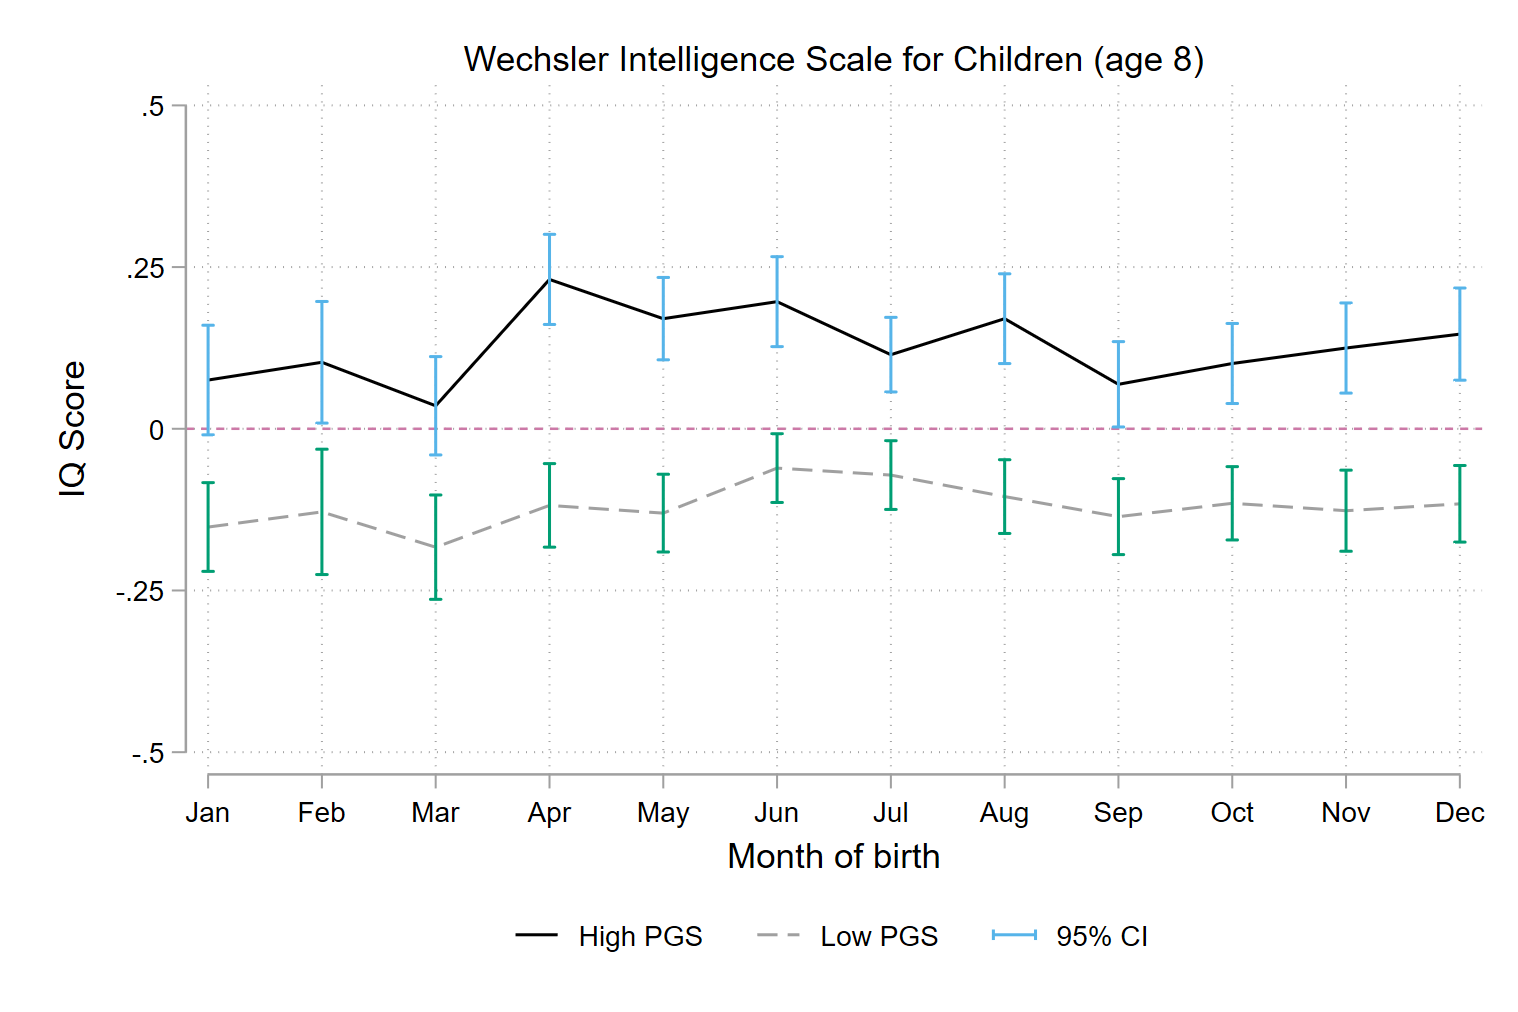 Wechsler Intelligence Scale for Children (age 8)
.5
.25
0
-.25
-.5
IQ Score
Jan Feb Mar Apr May Jun Jul Aug Sep Oct Nov Dec
Month of birth
High PGS Low PGS 95% CI